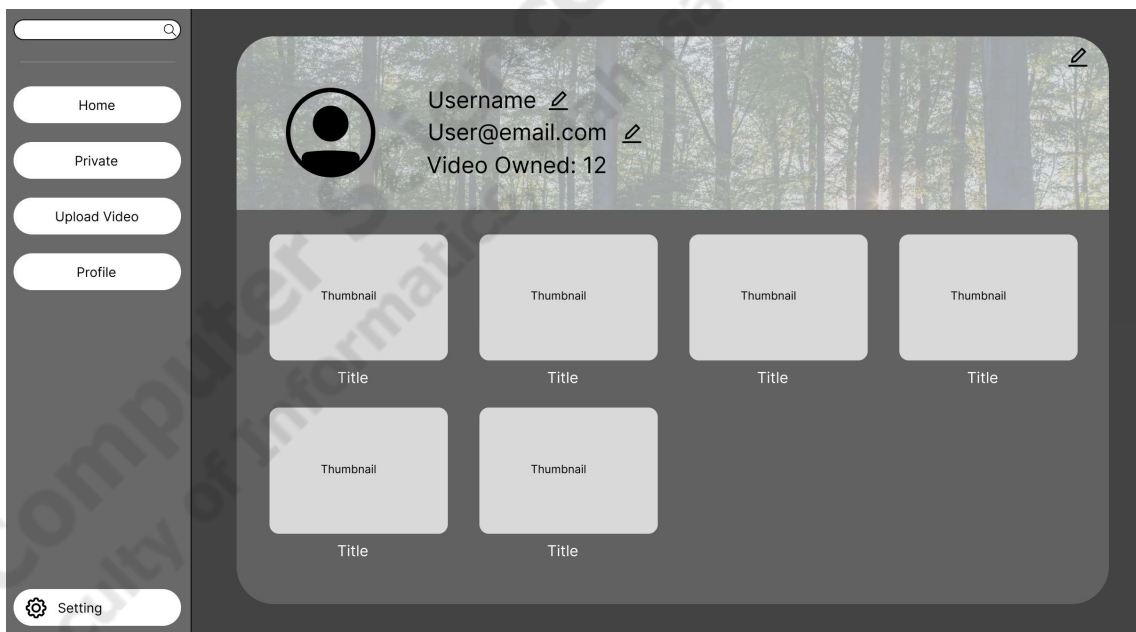 Home
Private
Upload Video
Profile
Setting
Username
User@email.com
Video Owned: 12
Thumbnail Thumbnail Thumbnail Thumbnail
Title Title Title Title
Thumbnail Thumbnail
Title Title